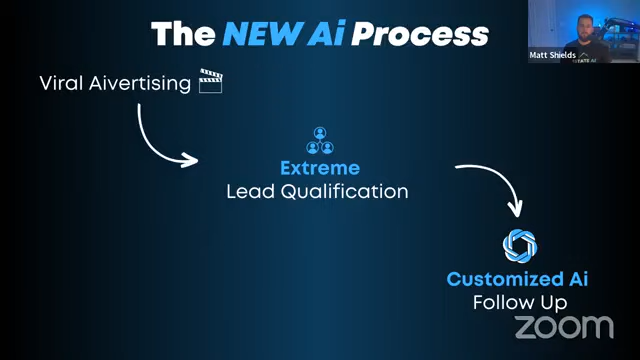 The NEW Ai Process
Matt Shields
Viral Aivertising
Extreme
Lead Qualification
Customized Ai
Follow Up
zoom